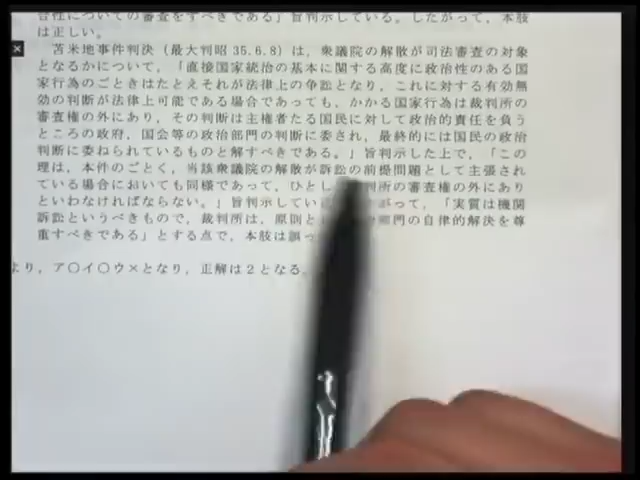 合性についての審査をすべきである」旨判示している。したがって，本肢
は正しい。
× 苫米地事件判決（最大判昭35.6.8）は，衆議院の解散が司法審査の対象
となるかについて，「直接国家統治の基本に関する高度に政治性のある国
家行為のごときはたとえそれが法律上の争訟となり，これに対する有効無
効の判断が法律上可能である場合であっても，かかる国家行為は裁判所の
審査権の外にあり，その判断は主権者たる国民に対して政治的責任を負う
ところの政府，国会等の政治部門の判断に委され，最終的には国民の政治
判断に委ねられているものと解すべきである。」旨判示した上で，「この
理は，本件のごとく，当該衆議院の解散が訴訟の前提問題として主張され
ている場合においても同様であって，ひとし 判所の審査権の外にあり
といわなければならない。」旨判示してい がって，「実質は機関
訴訟というべきもので，裁判所は，原則と 部門の自律的解決を尊
重すべきである」とする点で，本肢は誤っ
より，ア○イ○ウ×となり，正解は２となる。